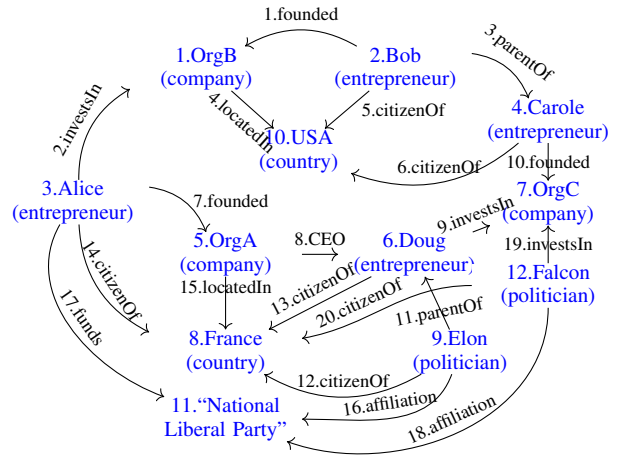 1.founded
1.OrgB
(company)
2.Bob
(entrepreneur)
3.parentOf
2.investsIn
4.locatedIn
5.citizenOf
4.Carole
(entrepreneur)
10.USA
(country)
6.citizenOf
10.founded
3.Alice
(entrepreneur)
7.founded
7.OrgC
(company)
9.investsIn
5.OrgA
(company)
8.CEO
6.Doug
(entrepreneur)
19.investsIn
12.Falcon
(politician)
14.citizenOf
15.locatedIn
13.citizenOf
20.citizenOf
11.parentOf
17.funds
8.France
(country)
9.Elon
(politician)
12.citizenOf
11.“National
Liberal Party”
16.affiliation
18.affiliation